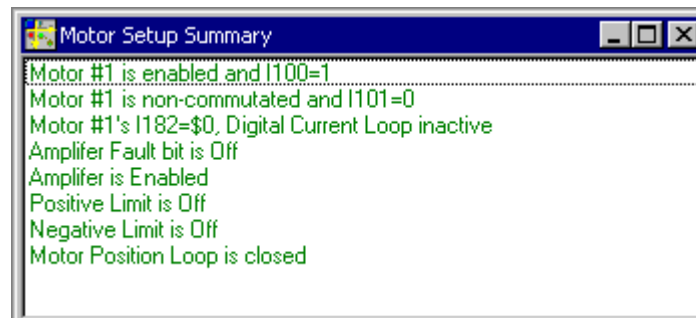 Motor Setup Summary
Motor #1 is enabled and I100=1
Motor #1 is non-commutated and I101=0
Motor #1's I182=$0, Digital Current Loop inactive
Amplifer Fault bit is Off
Amplifer is Enabled
Positive Limit is Off
Negative Limit is Off
Motor Position Loop is closed